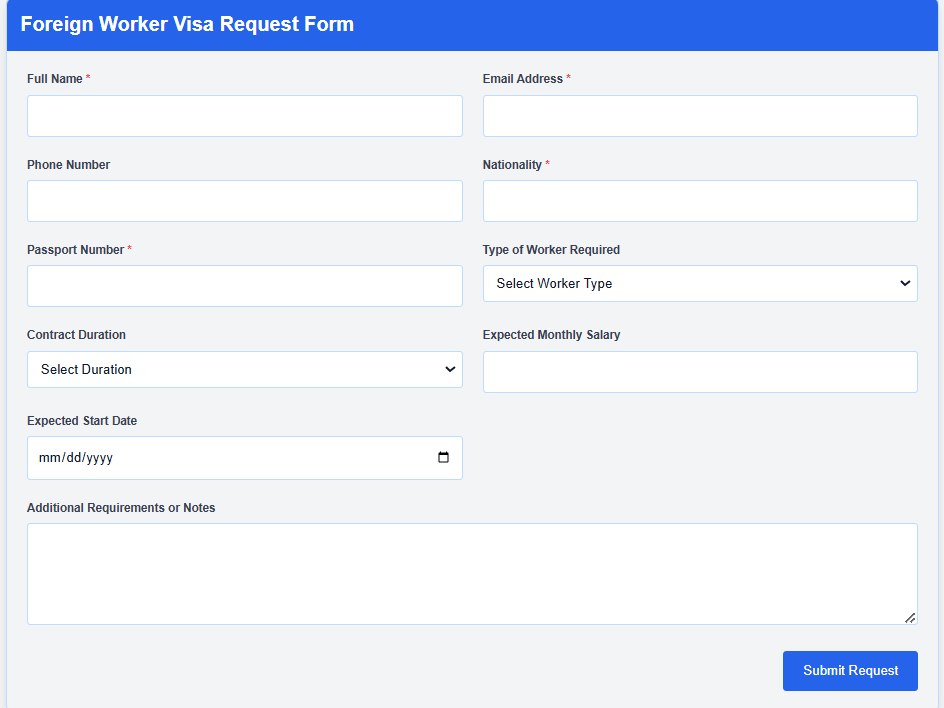 Foreign Worker Visa Request Form
Full Name *
Email Address *
Phone Number
Nationality *
Passport Number *
Type of Worker Required
Select Worker Type
Contract Duration
Expected Monthly Salary
Select Duration
Expected Start Date
mm/dd/yyyy
Additional Requirements or Notes
Submit Request